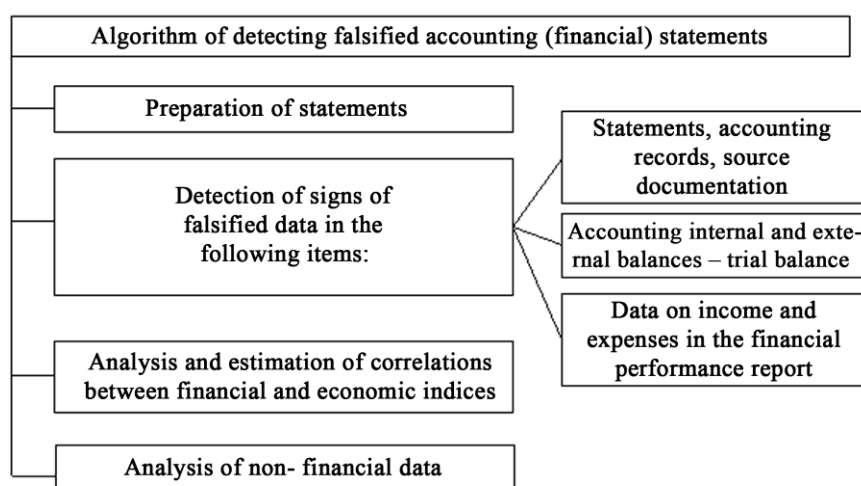 Algorithm of detecting falsified accounting (financial) statements
Preparation of statements
Detection of signs of
falsified data in the
following items:
Statements, accounting
records, source
documentation
Accounting internal and exte-
rnal balances – trial balance
Data on income and
expenses in the financial
performance report
Analysis and estimation of correlations
between financial and economic indices
Analysis of non- financial data